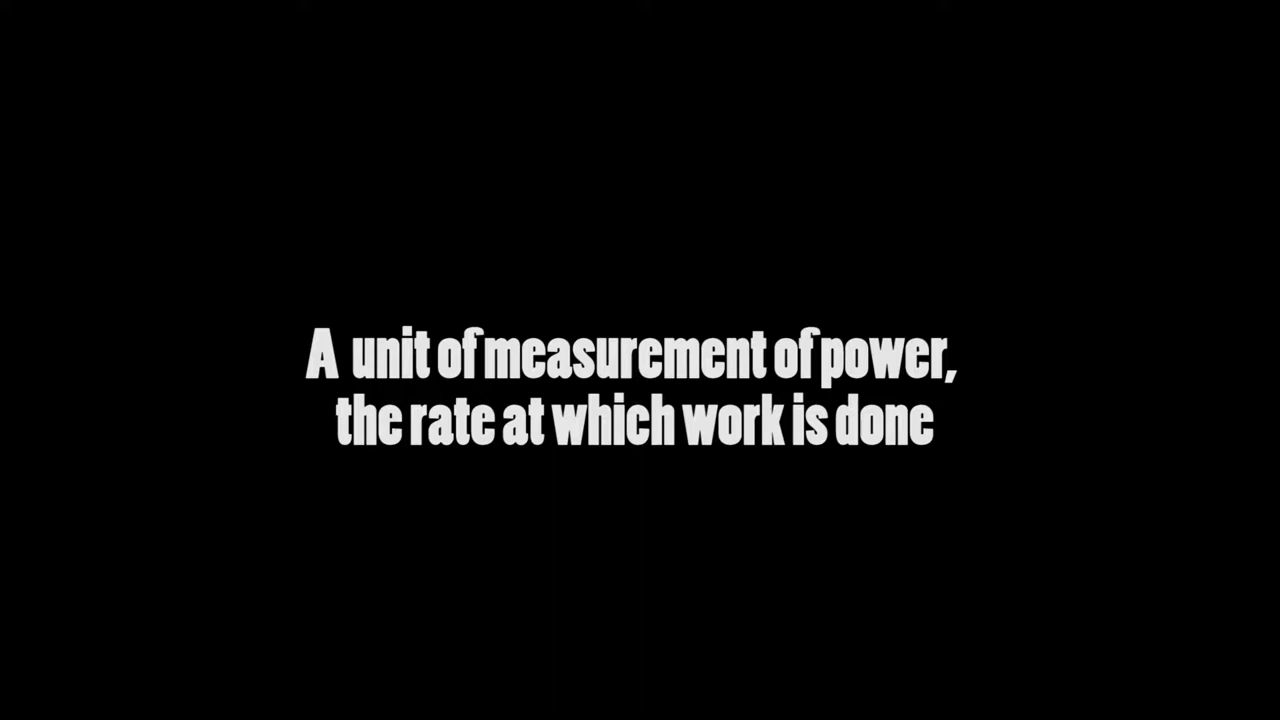 A unit of measurement of power,
the rate at which work is done